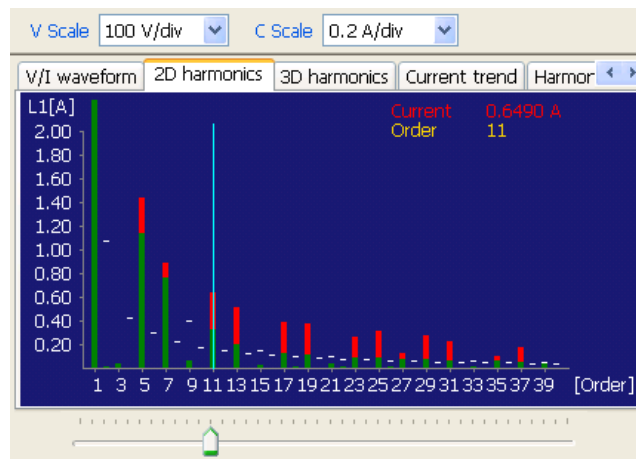 V Scale 100 V/div C Scale 0.2 A/div
V/I waveform 2D harmonics 3D harmonics Current trend Harmor
L1[A] Current 0.6490 A
2.00 Order 11
1.80
1.60
1.40
1.20
1.00
0.80
0.60
0.40
0.20
1 3 5 7 9 11 13 15 17 19 21 23 25 27 29 31 33 35 37 39 [Order]